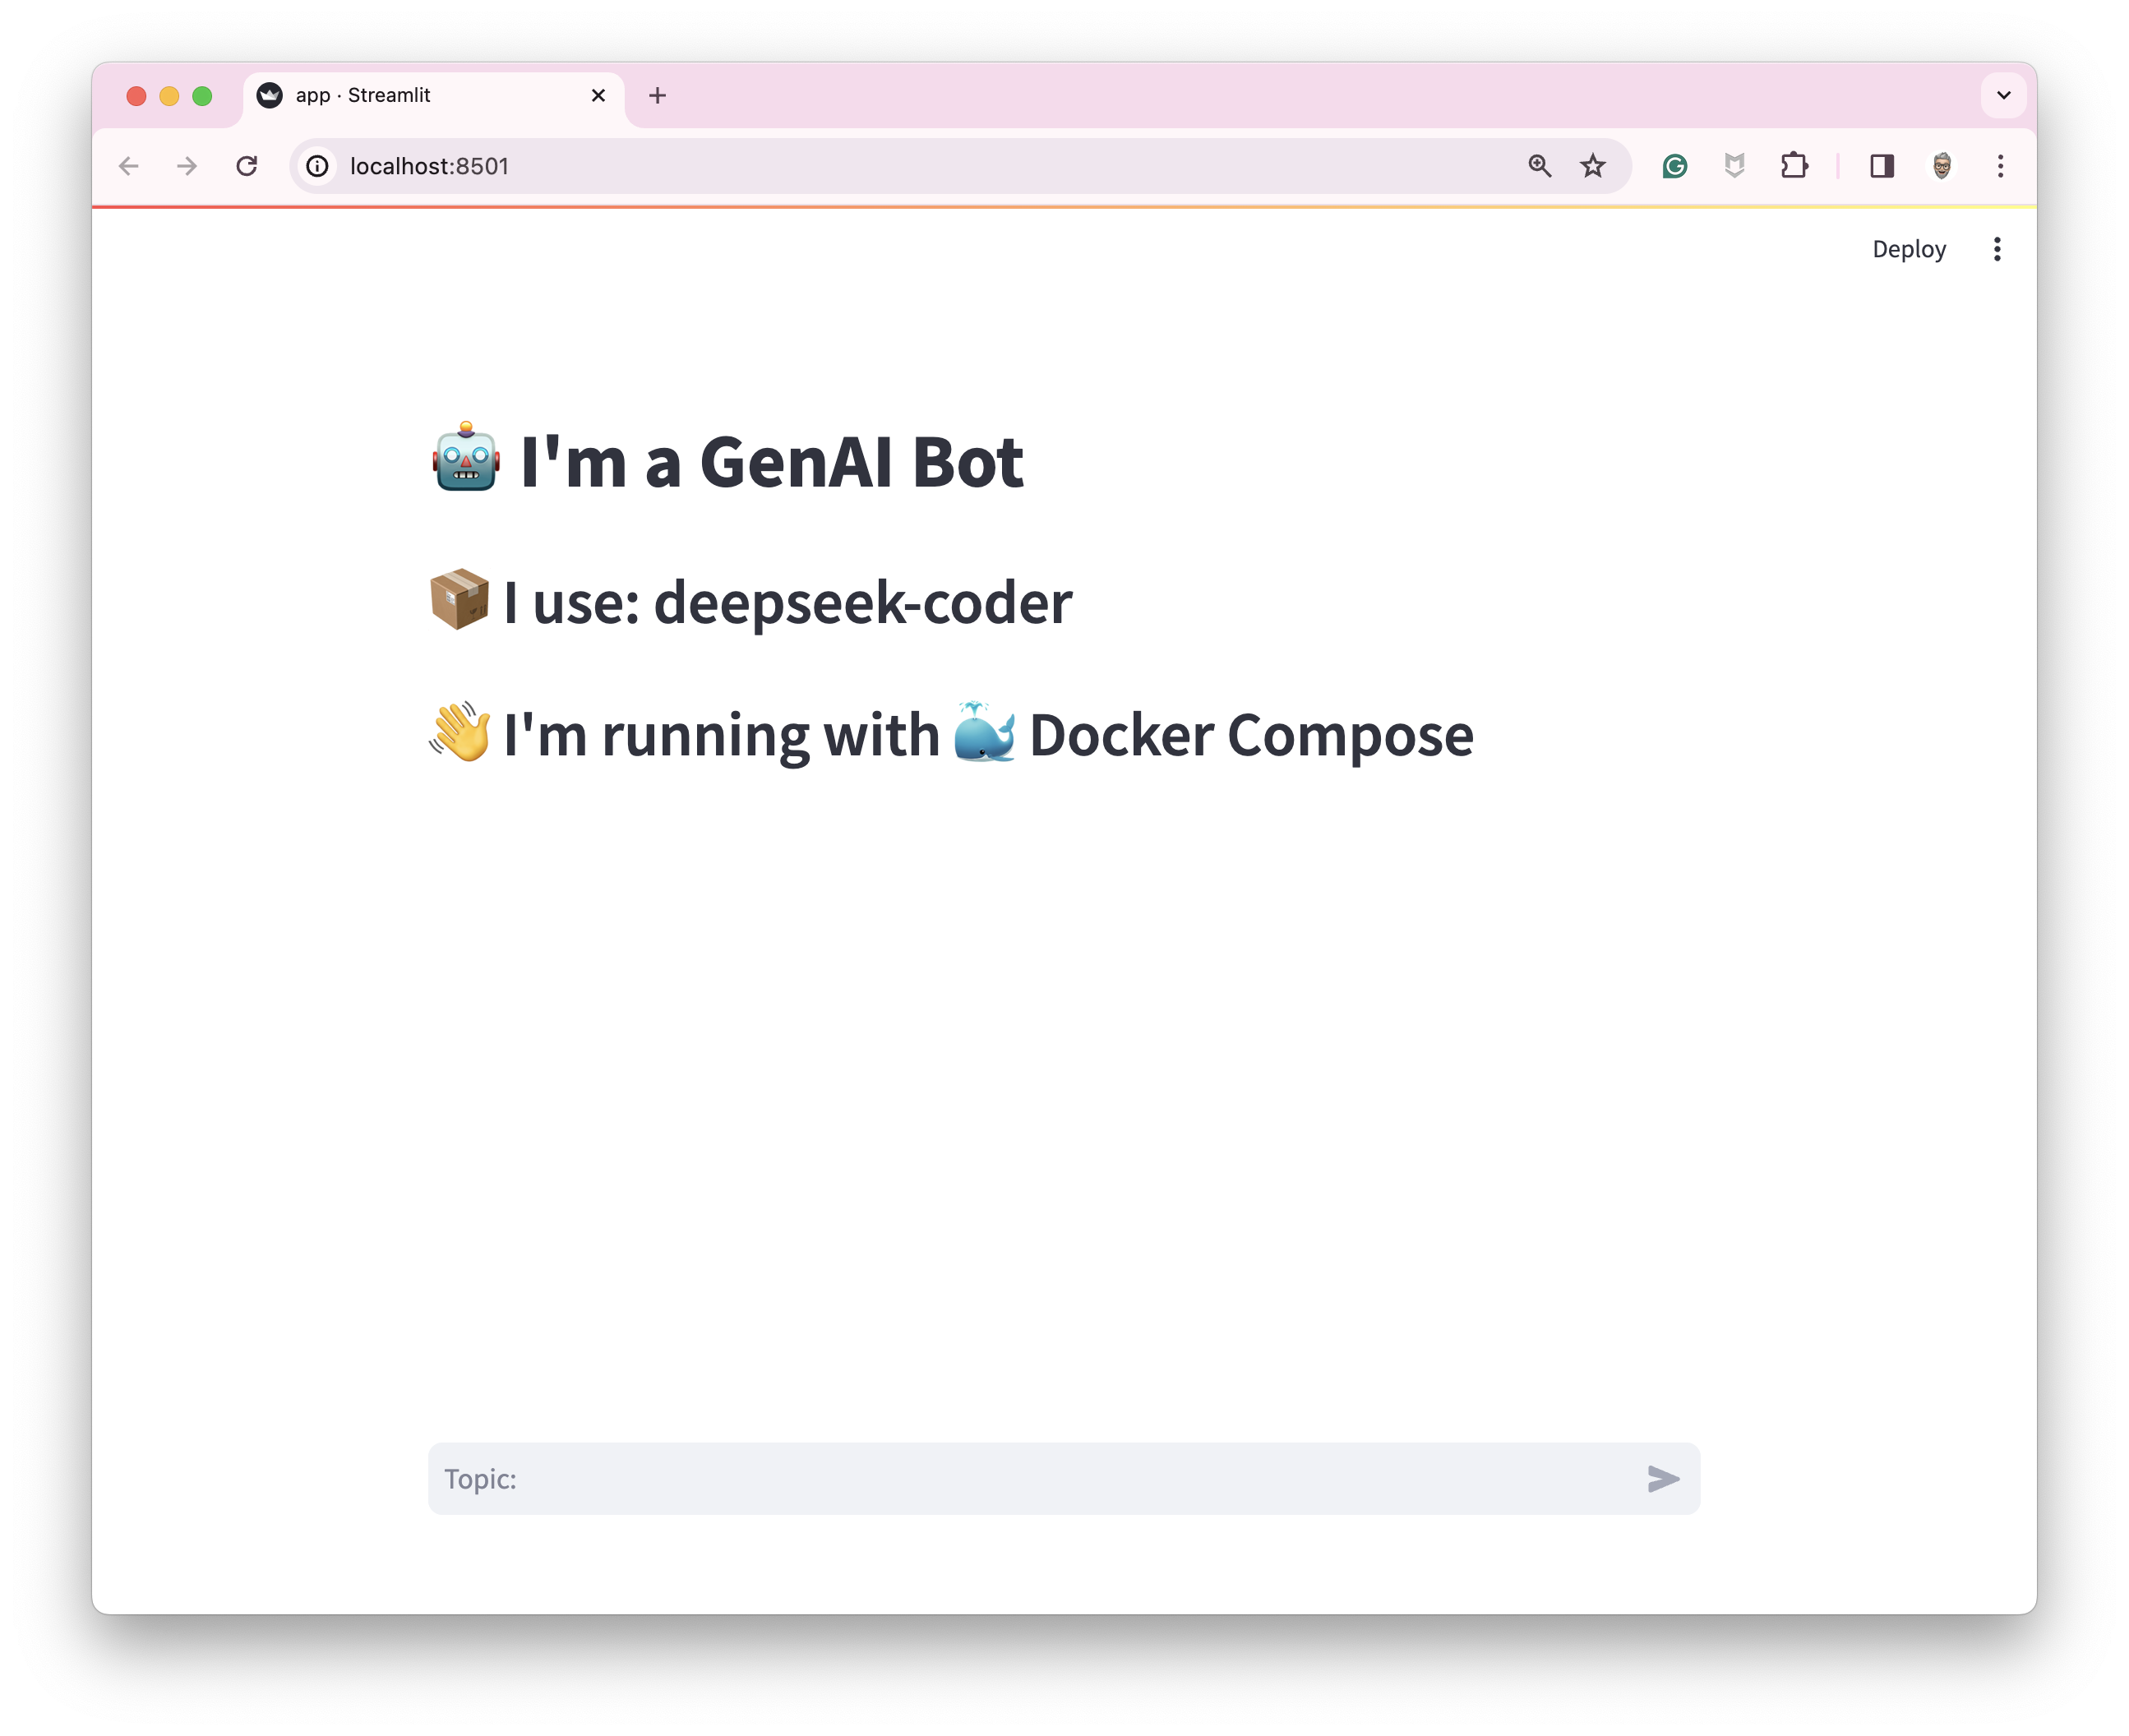 app · Streamlit
localhost:8501
Deploy
🤖 I'm a GenAI Bot
📦 I use: deepseek-coder
👋 I'm running with 🐳 Docker Compose
Topic: